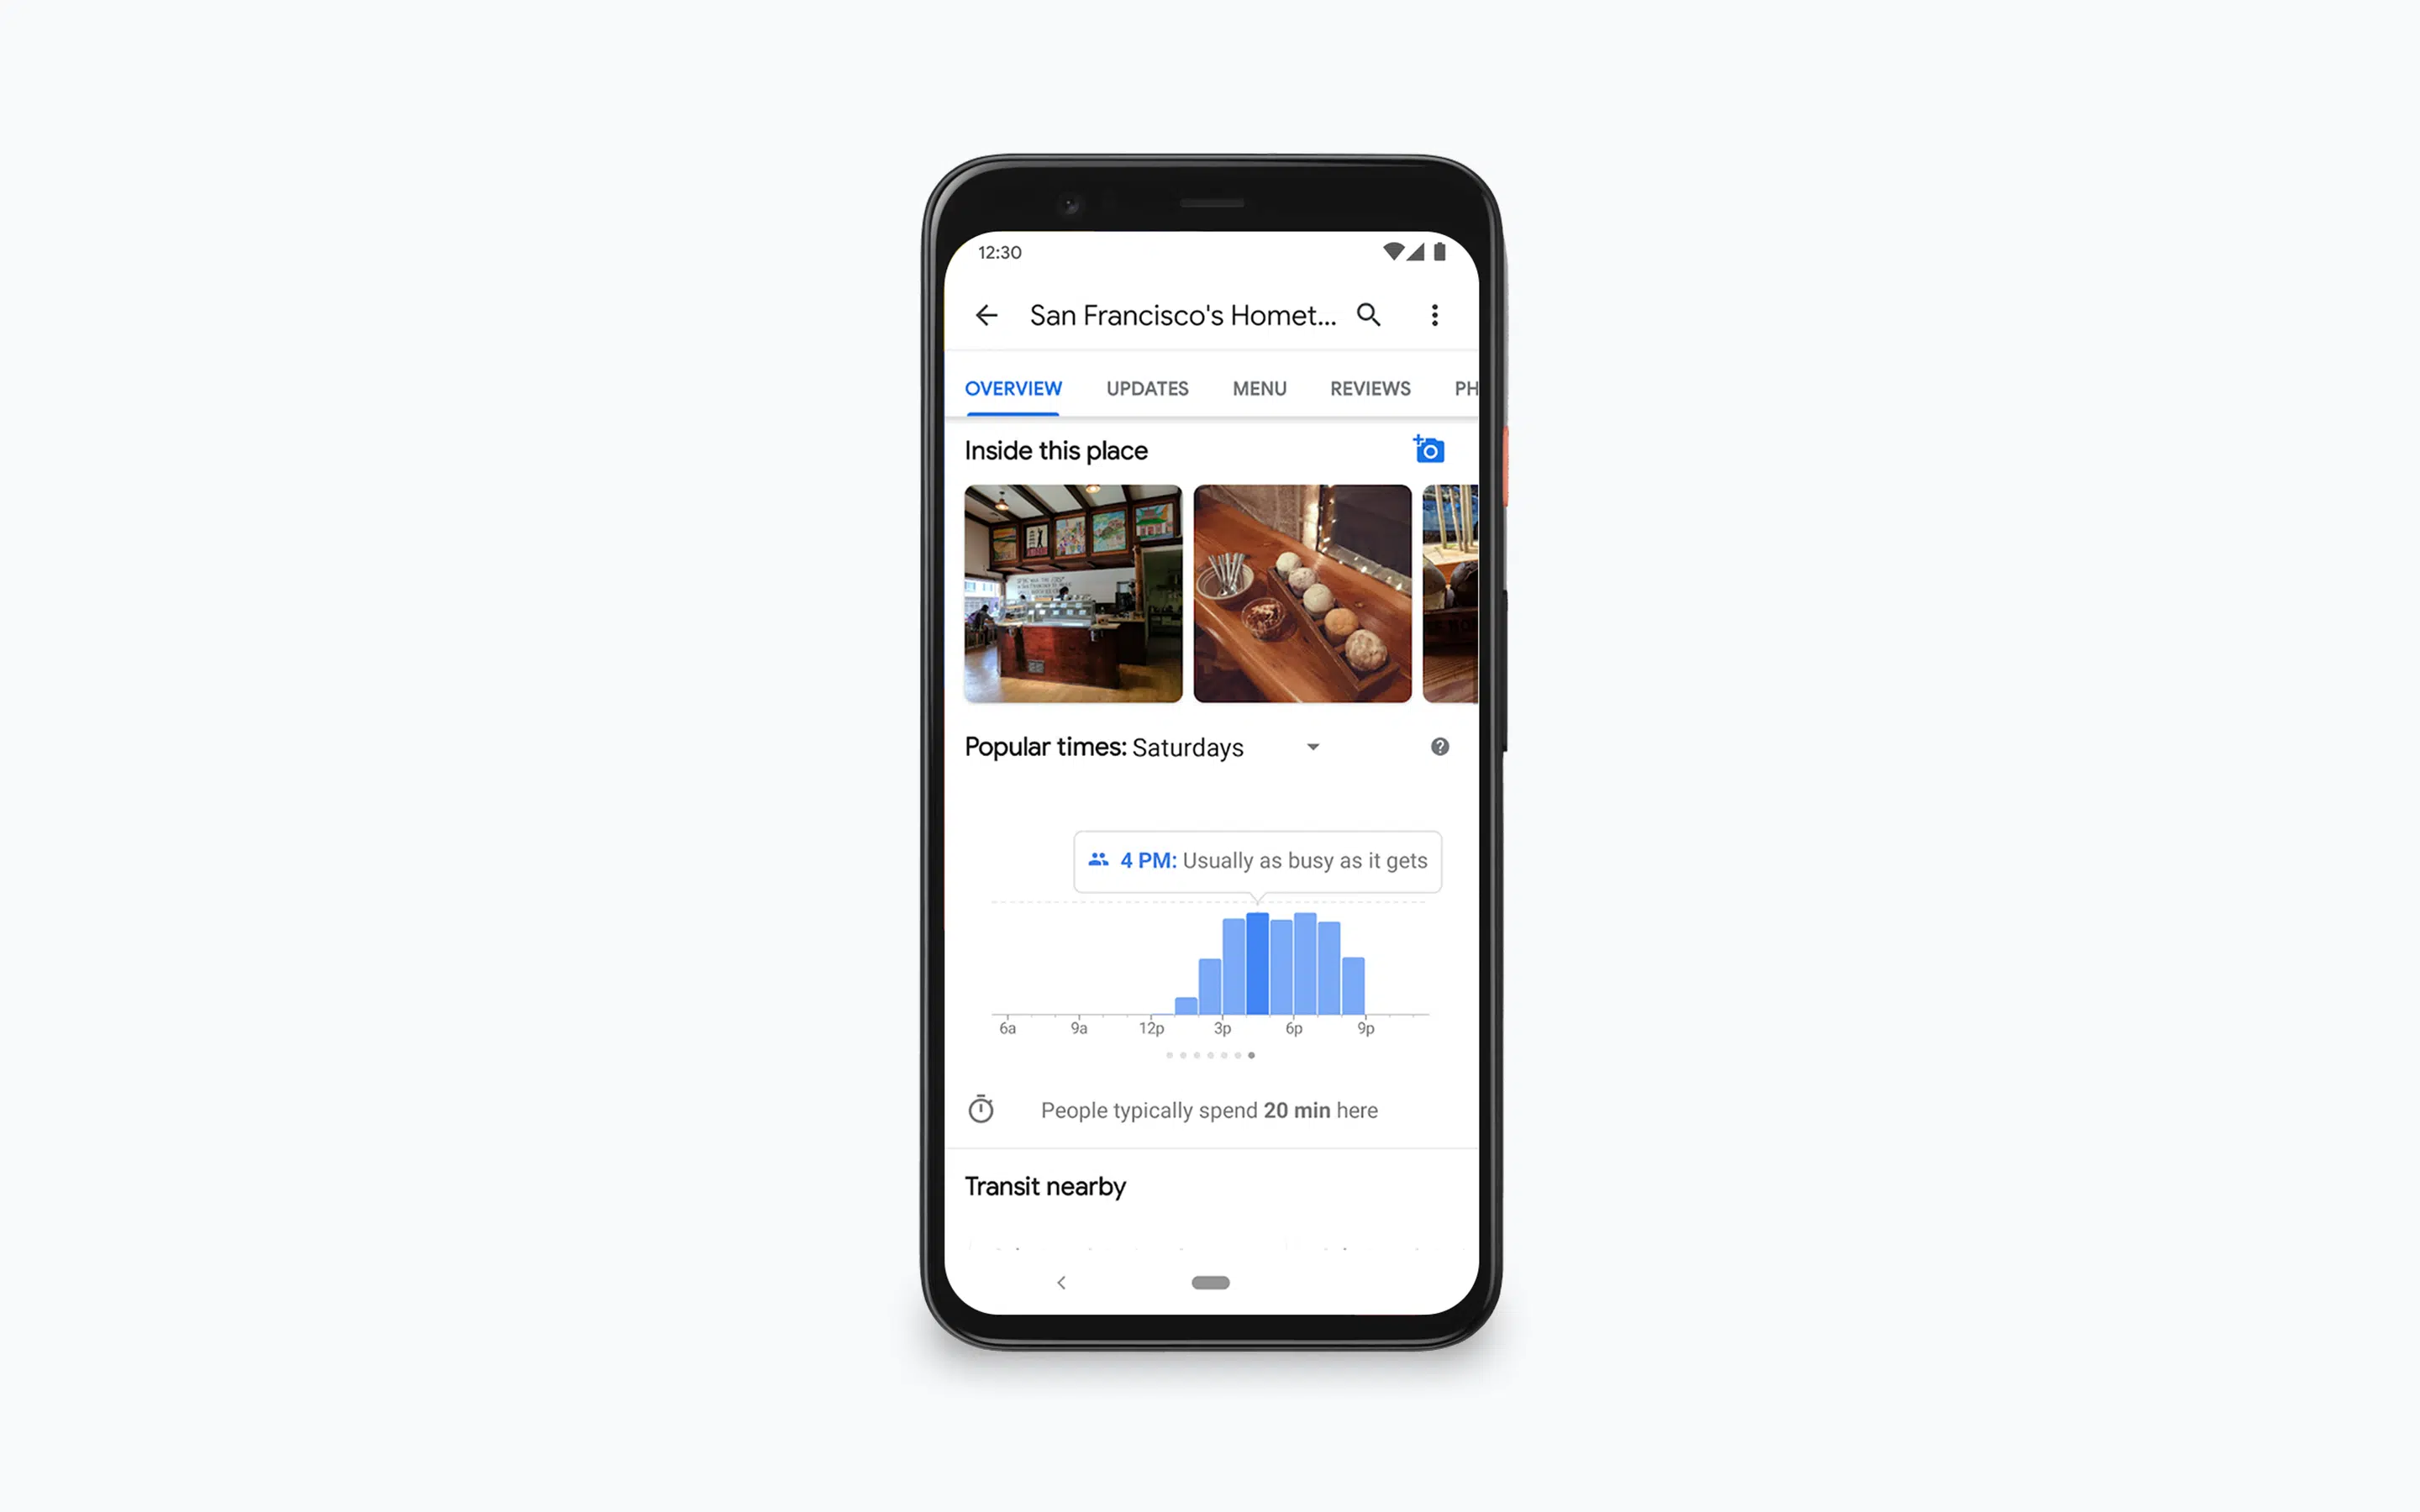 12:30
San Francisco's Homet...
OVERVIEW UPDATES MENU REVIEWS PH
Inside this place
Popular times: Saturdays
4 PM: Usually as busy as it gets
6a 9a 12p 3p 6p 9p
People typically spend 20 min here
Transit nearby